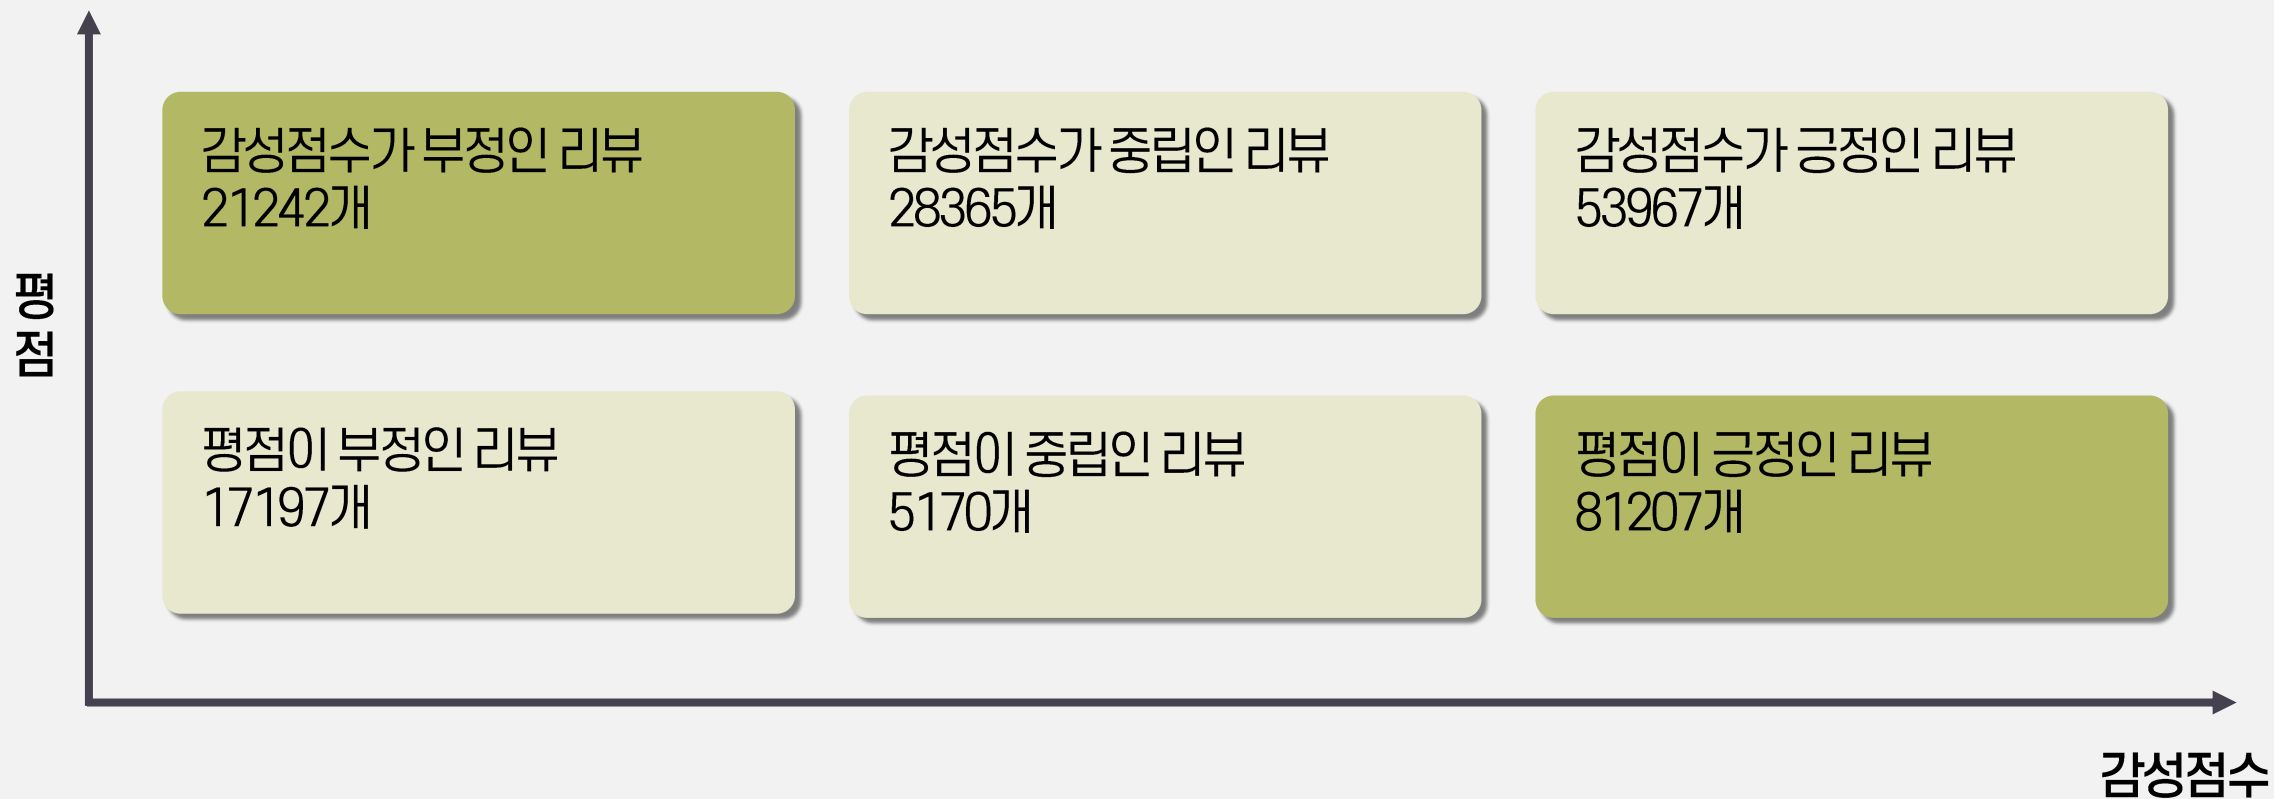 감성점수가 부정인 리뷰
21242개
감성점수가 중립인 리뷰
28365개
감성점수가 긍정인 리뷰
53967개
평
점
평점이 부정인 리뷰
17197개
평점이 중립인 리뷰
5170개
평점이 긍정인 리뷰
81207개
감성점수